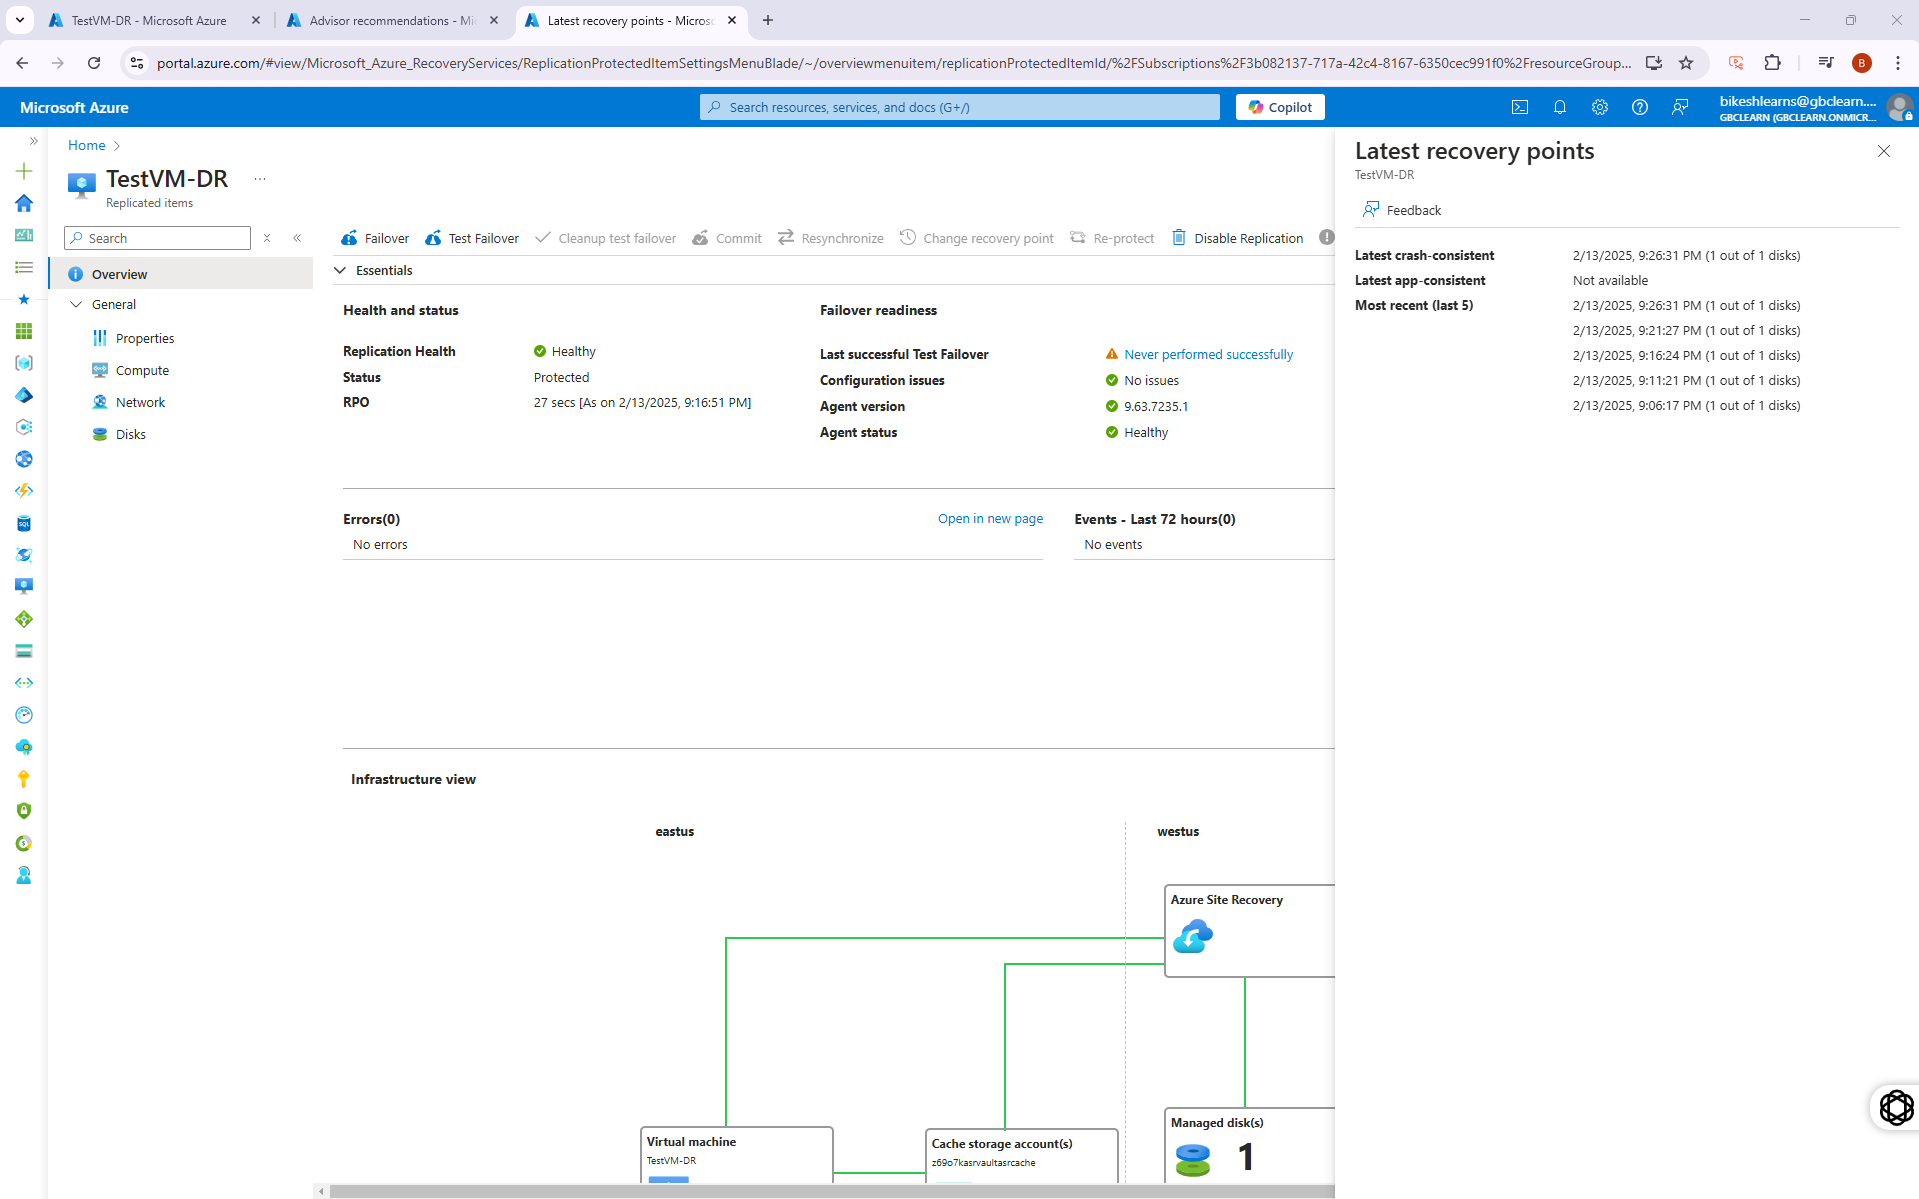 TestVM-DR - Microsoft Azure
Advisor recommendations - Mi
Latest recovery points - Microso
portal.azure.com/#view/Microsoft_Azure_RecoveryServices/ReplicationProtectedItemSettingsMenuBlade/~/overviewmenuitem/replicationProtectedItemId/%2FSubscriptions%2F3b082137-717a-42c4-8167-6350cec991f0%2FresourceGroup...
B
Microsoft Azure
Search resources, services, and docs (G+/)
Copilot
bikeshlearns@gbclearn....
GBCLEARN (GBCLEARN.ONMICR...
Home
TestVM-DR
...
Replicated items
Search
Overview
General
Properties
Compute
Network
Disks
Failover
Test Failover
Cleanup test failover
Commit
Resynchronize
Change recovery point
Re-protect
Disable Replication
Essentials
Health and status
Replication Health
Healthy
Status
Protected
RPO
27 secs [As on 2/13/2025, 9:16:51 PM]
Failover readiness
Last successful Test Failover
Never performed successfully
Configuration issues
No issues
Agent version
9.63.7235.1
Agent status
Healthy
Errors(0)
Open in new page
No errors
Events - Last 72 hours(0)
No events
Infrastructure view
eastus
westus
Azure Site Recovery
Virtual machine
TestVM-DR
Cache storage account(s)
z69o7kasrvaultasrcache
Managed disk(s)
1
Latest recovery points
TestVM-DR
Feedback
Latest crash-consistent
2/13/2025, 9:26:31 PM (1 out of 1 disks)
Latest app-consistent
Not available
Most recent (last 5)
2/13/2025, 9:26:31 PM (1 out of 1 disks)
2/13/2025, 9:21:27 PM (1 out of 1 disks)
2/13/2025, 9:16:24 PM (1 out of 1 disks)
2/13/2025, 9:11:21 PM (1 out of 1 disks)
2/13/2025, 9:06:17 PM (1 out of 1 disks)